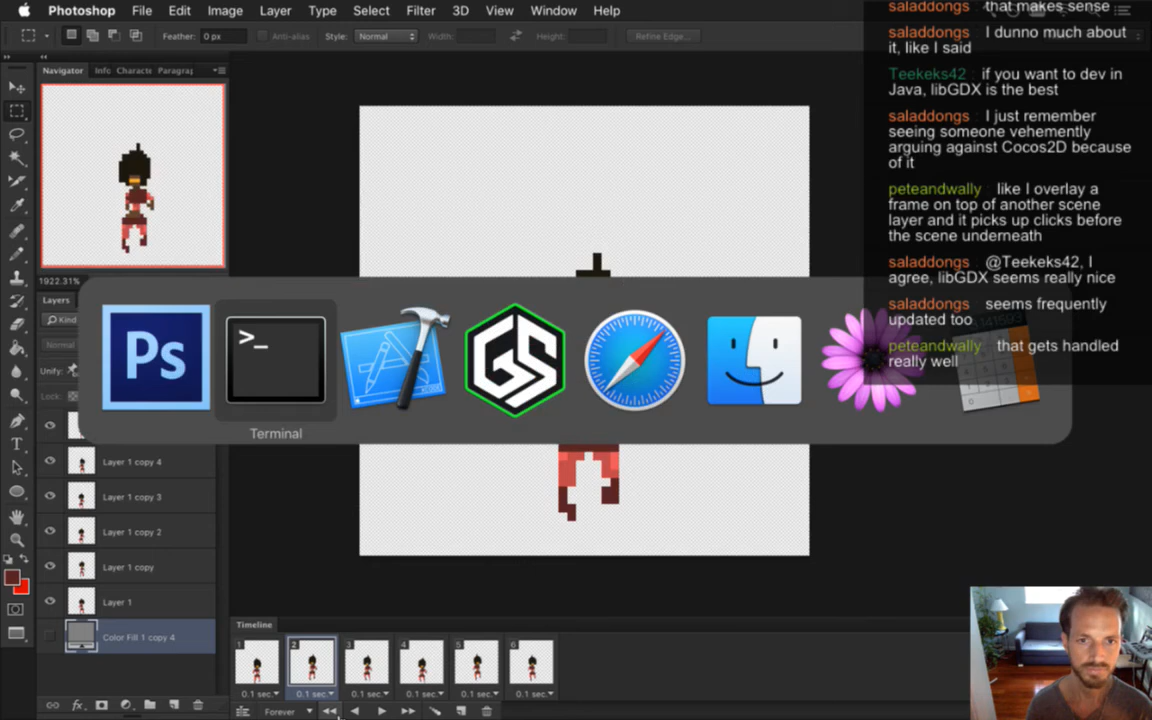 Photoshop File Edit Image Layer Type Select Filter 3D View Window Help
Feather: 0 px Anti-alias Style: Normal Width: Height: Refine Edge...
Navigator Info Characte Paragra
1922.31%
Layers
Kind
Normal
Unify:
Lock:
Layer 1 copy 4
Layer 1 copy 3
Layer 1 copy 2
Layer 1 copy
Layer 1
Color Fill 1 copy 4
fx
Ps
>_
GS
Terminal
Timeline
1 2 3 4 5 6
0.1 sec. 0.1 sec. 0.1 sec. 0.1 sec. 0.1 sec. 0.1 sec.
Forever
saladdongs : that makes sense
saladdongs : I dunno much about
it, like I said
Teekeks42 : if you want to dev in
Java, libGDX is the best
saladdongs : I just remember
seeing someone vehemently
arguing against Cocos2D because
of it
peteandwally : like I overlay a
frame on top of another scene
layer and it picks up clicks before
the scene underneath
saladdongs : @Teekeks42, I
agree, libGDX seems really nice
saladdongs : seems frequently
updated too
peteandwally : that gets handled
really well